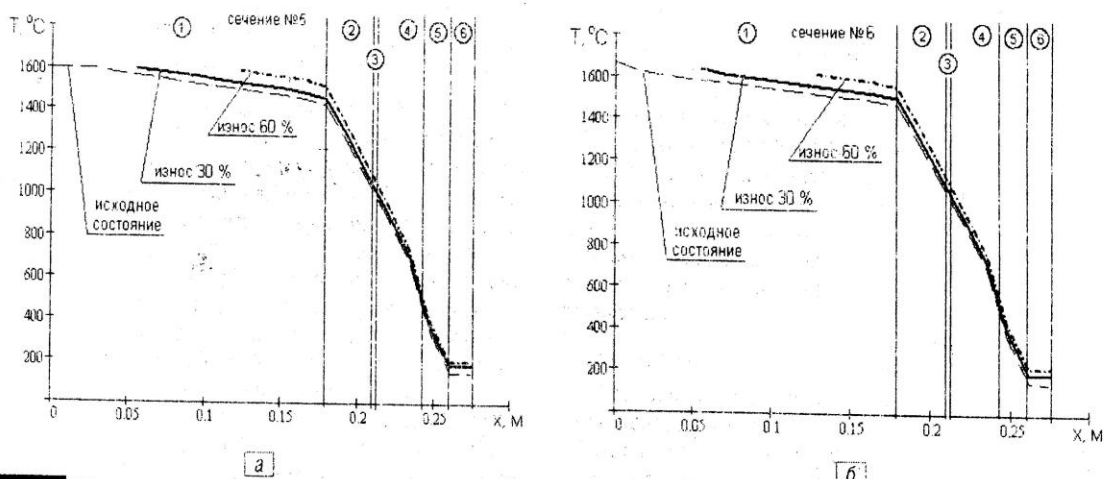 T, °C
1600
1400
1200
1000
800
600
400
200
0
0.05
0.1
0.15
0.2
0.25
X, М
сечение №5
1
2
3
4
5
6
износ 60 %
износ 30 %
исходное
состояние
а
T, °C
1600
1400
1200
1000
800
600
400
200
0
0.05
0.1
0.15
0.2
0.25
X, М
сечение №6
1
2
3
4
5
6
износ 60 %
износ 30 %
исходное
состояние
б